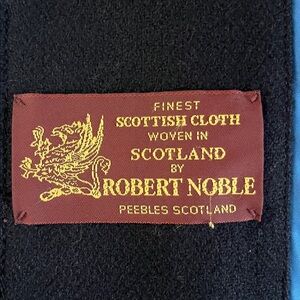 FINEST
SCOTTISH CLOTH
WOVEN IN
SCOTLAND
BY
ROBERT NOBLE
PEEBLES SCOTLAND